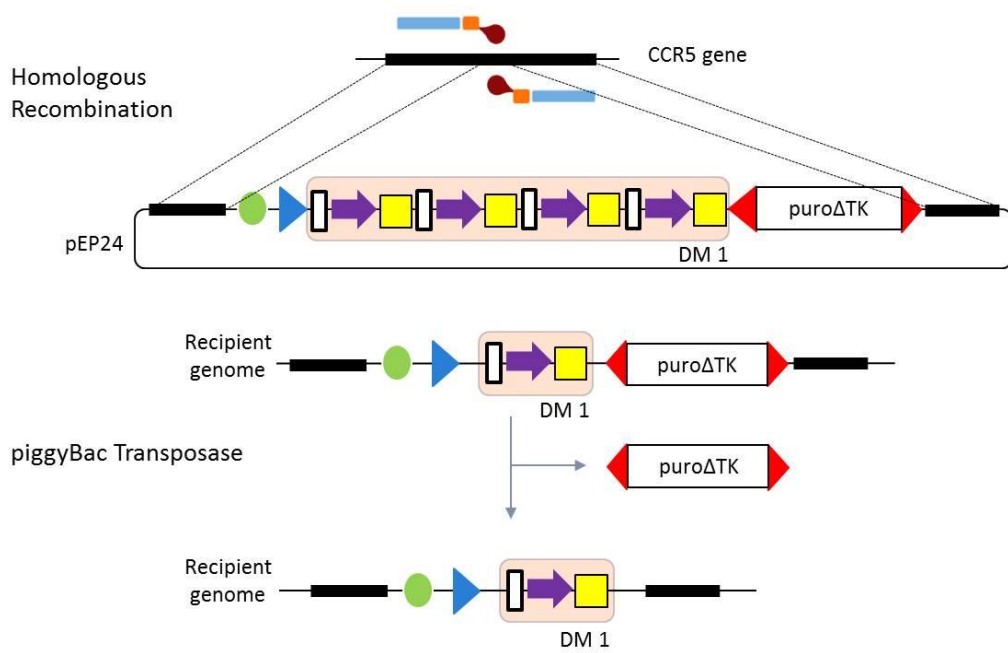 CCR5 gene
Homologous
Recombination
puroΔTK
pEP24
DM 1
Recipient
genome
puroΔTK
DM 1
piggyBac Transposase
puroΔTK
Recipient
genome
DM 1